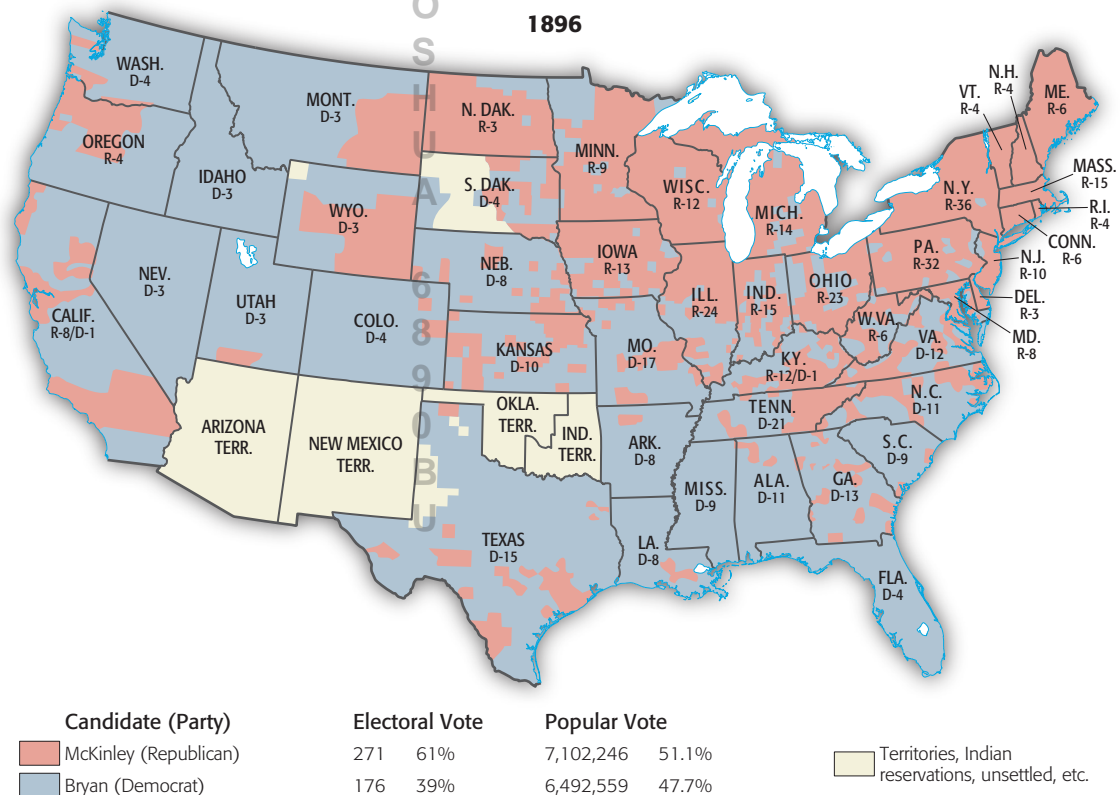 1896
O
S
H
U
A
6
8
9
0
B
U
WASH.
D-4
OREGON
R-4
CALIF.
R-8/D-1
NEV.
D-3
IDAHO
D-3
MONT.
D-3
WYO.
D-3
UTAH
D-3
COLO.
D-4
ARIZONA
TERR.
NEW MEXICO
TERR.
N. DAK.
R-3
S. DAK.
D-4
NEB.
D-8
KANSAS
D-10
OKLA.
TERR.
IND.
TERR.
TEXAS
D-15
MINN.
R-9
IOWA
R-13
MO.
D-17
ARK.
D-8
LA.
D-8
WISC.
R-12
ILL.
R-24
MICH.
R-14
IND.
R-15
OHIO
R-23
KY.
R-12/D-1
TENN.
D-21
MISS.
D-9
ALA.
D-11
GA.
D-13
FLA.
D-4
S.C.
D-9
N.C.
D-11
VA.
D-12
W.VA.
R-6
PA.
R-32
N.Y.
R-36
VT.
R-4
N.H.
R-4
ME.
R-6
MASS.
R-15
R.I.
R-4
CONN.
R-6
N.J.
R-10
DEL.
R-3
MD.
R-8
Candidate (Party) Electoral Vote Popular Vote
McKinley (Republican) 271 61% 7,102,246 51.1%
Bryan (Democrat) 176 39% 6,492,559 47.7%
Territories, Indian
reservations, unsettled, etc.